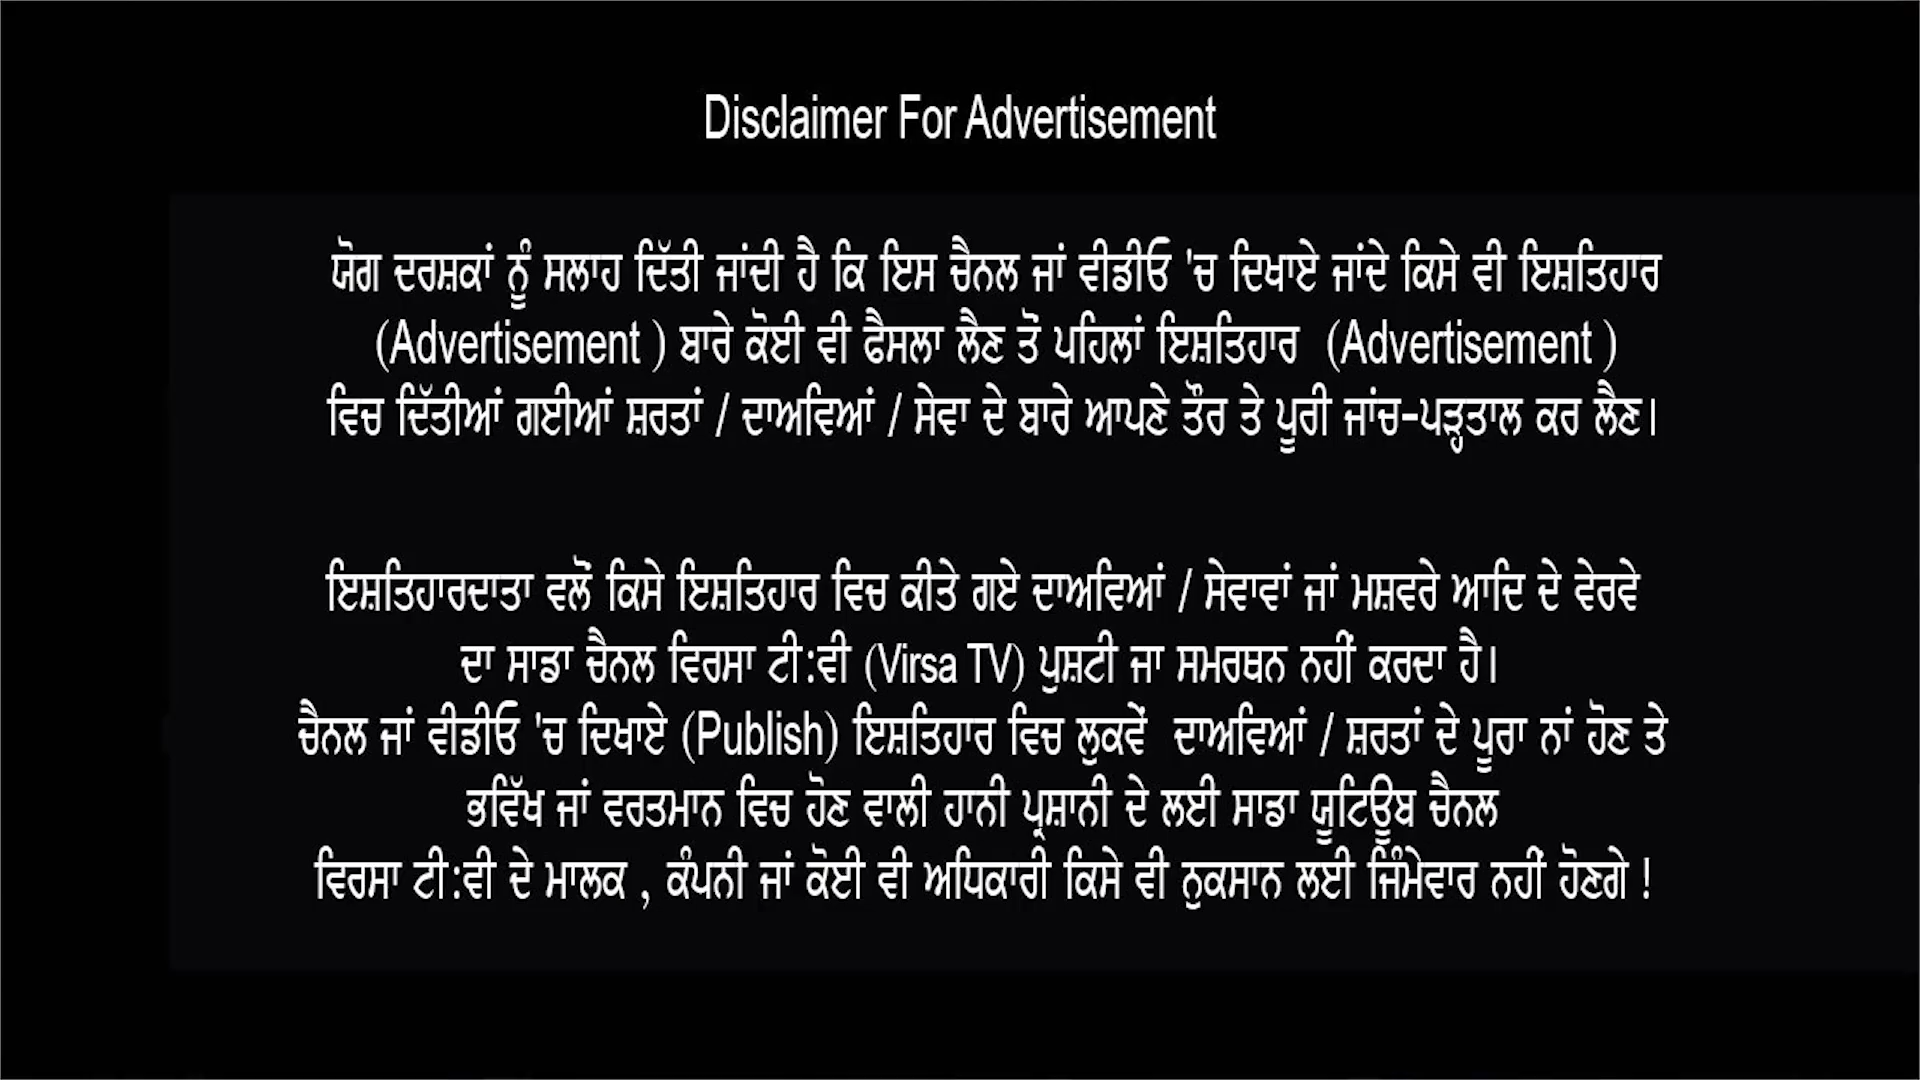 Disclaimer For Advertisement
ਯੋਗ ਦਰਸ਼ਕਾਂ ਨੂੰ ਸਲਾਹ ਦਿੱਤੀ ਜਾਂਦੀ ਹੈ ਕਿ ਇਸ ਚੈਨਲ ਜਾਂ ਵੀਡੀਓ 'ਚ ਦਿਖਾਏ ਜਾਂਦੇ ਕਿਸੇ ਵੀ ਇਸ਼ਤਿਹਾਰ
(Advertisement ) ਬਾਰੇ ਕੋਈ ਵੀ ਫੈਸਲਾ ਲੈਣ ਤੋਂ ਪਹਿਲਾਂ ਇਸ਼ਤਿਹਾਰ (Advertisement )
ਵਿਚ ਦਿੱਤੀਆਂ ਗਈਆਂ ਸ਼ਰਤਾਂ / ਦਾਅਵਿਆਂ / ਸੇਵਾ ਦੇ ਬਾਰੇ ਆਪਣੇ ਤੌਰ ਤੇ ਪੂਰੀ ਜਾਂਚ-ਪੜ੍ਹਤਾਲ ਕਰ ਲੈਣ।
ਇਸ਼ਤਿਹਾਰਦਾਤਾ ਵਲੋਂ ਕਿਸੇ ਇਸ਼ਤਿਹਾਰ ਵਿਚ ਕੀਤੇ ਗਏ ਦਾਅਵਿਆਂ / ਸੇਵਾਵਾਂ ਜਾਂ ਮਸ਼ਵਰੇ ਆਦਿ ਦੇ ਵੇਰਵੇ
ਦਾ ਸਾਡਾ ਚੈਨਲ ਵਿਰਸਾ ਟੀ:ਵੀ (Virsa TV) ਪੁਸ਼ਟੀ ਜਾ ਸਮਰਥਨ ਨਹੀਂ ਕਰਦਾ ਹੈ।
ਚੈਨਲ ਜਾਂ ਵੀਡੀਓ 'ਚ ਦਿਖਾਏ (Publish) ਇਸ਼ਤਿਹਾਰ ਵਿਚ ਲੁਕਵੇਂ ਦਾਅਵਿਆਂ / ਸ਼ਰਤਾਂ ਦੇ ਪੂਰਾ ਨਾਂ ਹੋਣ ਤੇ
ਭਵਿੱਖ ਜਾਂ ਵਰਤਮਾਨ ਵਿਚ ਹੋਣ ਵਾਲੀ ਹਾਨੀ ਪ੍ਰਸ਼ਾਨੀ ਦੇ ਲਈ ਸਾਡਾ ਯੂਟਿਊਬ ਚੈਨਲ
ਵਿਰਸਾ ਟੀ:ਵੀ ਦੇ ਮਾਲਕ , ਕੰਪਨੀ ਜਾਂ ਕੋਈ ਵੀ ਅਧਿਕਾਰੀ ਕਿਸੇ ਵੀ ਨੁਕਸਾਨ ਲਈ ਜਿੰਮੇਵਾਰ ਨਹੀਂ ਹੋਣਗੇ !